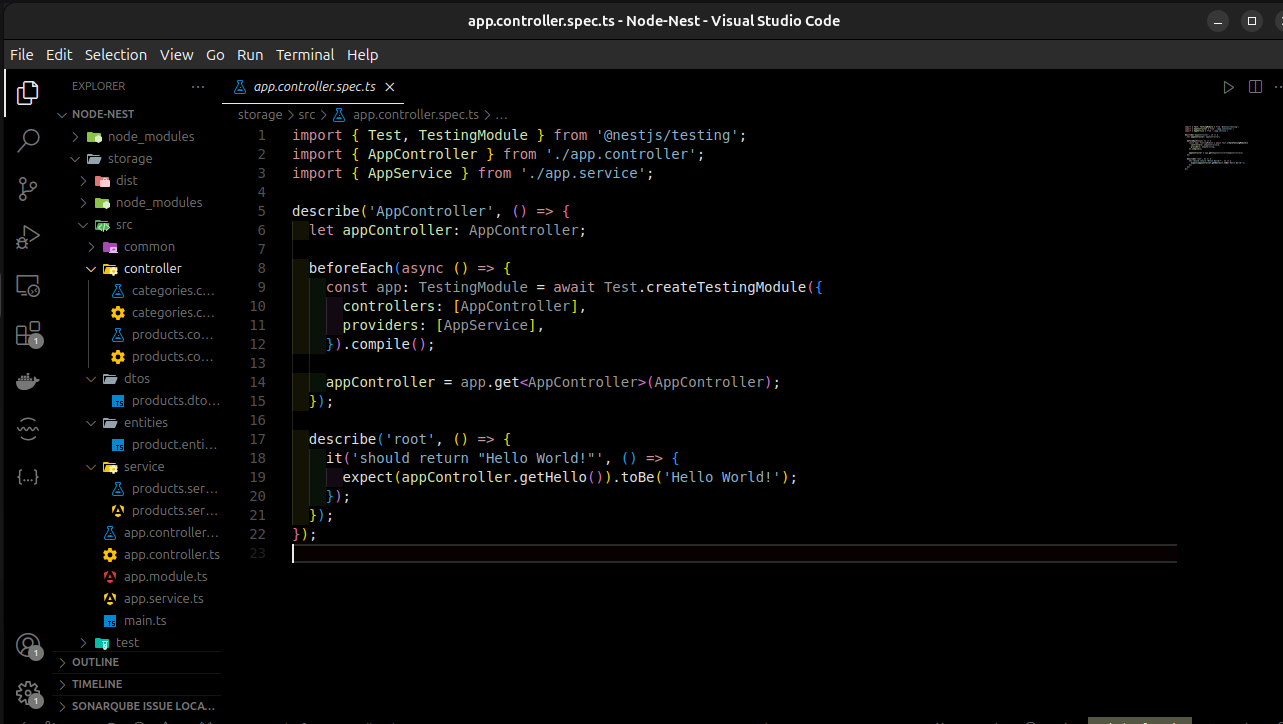 app.controller.spec.ts - Node-Nest - Visual Studio Code
File Edit Selection View Go Run Terminal Help
EXPLORER
NODE-NEST
node_modules
storage
dist
node_modules
src
common
controller
categories.c...
categories.c...
products.co...
products.co...
dtos
products.dto...
entities
product.enti...
service
products.ser...
products.ser...
app.controller...
app.controller.ts
app.module.ts
app.service.ts
main.ts
test
OUTLINE
TIMELINE
SONARQUBE ISSUE LOCA...
1
1
1
app.controller.spec.ts
storage > src > app.controller.spec.ts > ...
1 import { Test, TestingModule } from '@nestjs/testing';
2 import { AppController } from './app.controller';
3 import { AppService } from './app.service';
4
5 describe('AppController', () => {
6   let appController: AppController;
7
8   beforeEach(async () => {
9     const app: TestingModule = await Test.createTestingModule({
10       controllers: [AppController],
11       providers: [AppService],
12     }).compile();
13
14     appController = app.get<AppController>(AppController);
15   });
16
17   describe('root', () => {
18     it('should return "Hello World!"', () => {
19       expect(appController.getHello()).toBe('Hello World!');
20     });
21   });
22 });
23